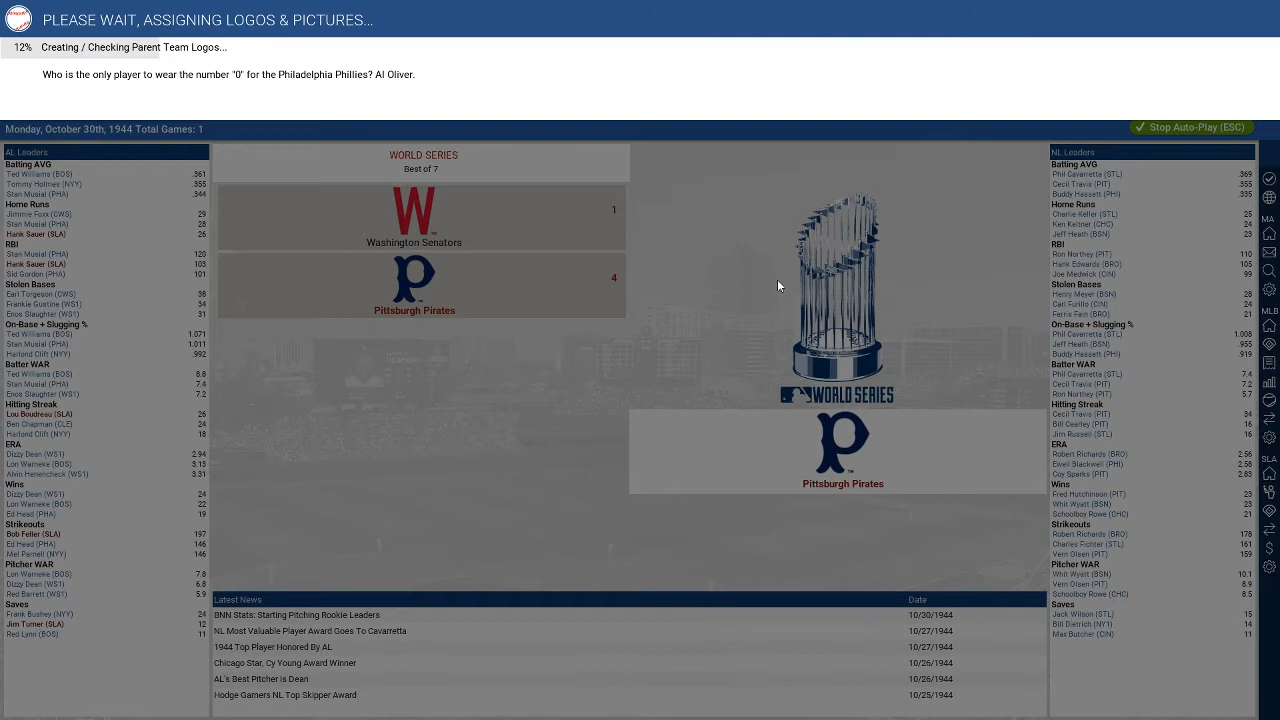 PLEASE WAIT, ASSIGNING LOGOS & PICTURES...
12% Creating / Checking Parent Team Logos...
Who is the only player to wear the number "0" for the Philadelphia Phillies? Al Oliver.
Monday, October 30th, 1944 Total Games: 1
Stop Auto-Play (ESC)
AL Leaders
Batting AVG
Ted Williams (BOS) .361
Tommy Holmes (NYY) .355
Stan Musial (PHA) .344
Home Runs
Jimmie Foxx (CWS) 29
Stan Musial (PHA) 28
Hank Sauer (SLA) 26
RBI
Stan Musial (PHA) 120
Hank Sauer (SLA) 103
Sid Gordon (PHA) 101
Stolen Bases
Earl Torgeson (CWS) 38
Frankie Gustine (WS1) 34
Enos Slaughter (WS1) 31
On-Base + Slugging %
Ted Williams (BOS) 1.071
Stan Musial (PHA) 1.011
Harlond Clift (NYY) .992
Batter WAR
Ted Williams (BOS) 8.8
Stan Musial (PHA) 7.4
Enos Slaughter (WS1) 7.2
Hitting Streak
Lou Boudreau (SLA) 26
Ben Chapman (CLE) 24
Harlond Clift (NYY) 18
ERA
Dizzy Dean (WS1) 2.94
Lon Warneke (BOS) 3.13
Alvin Henencheck (WS1) 3.31
Wins
Dizzy Dean (WS1) 24
Lon Warneke (BOS) 22
Ed Head (PHA) 19
Strikeouts
Bob Feller (SLA) 197
Ed Head (PHA) 146
Mel Parnell (NYY) 146
Pitcher WAR
Lon Warneke (BOS) 7.8
Dizzy Dean (WS1) 6.8
Red Barrett (WS1) 5.9
Saves
Frank Bushey (NYY) 24
Jim Turner (SLA) 12
Red Lynn (BOS) 11
WORLD SERIES
Best of 7
W
1
Washington Senators
P
4
Pittsburgh Pirates
WORLD SERIES
P
Pittsburgh Pirates
Latest News Date
BNN Stats: Starting Pitching Rookie Leaders 10/30/1944
NL Most Valuable Player Award Goes To Cavarretta 10/27/1944
1944 Top Player Honored By AL 10/27/1944
Chicago Star, Cy Young Award Winner 10/26/1944
AL's Best Pitcher is Dean 10/26/1944
Hodge Garners NL Top Skipper Award 10/25/1944
NL Leaders
Batting AVG
Phil Cavarretta (STL) .369
Cecil Travis (PIT) .355
Buddy Hassett (PHI) .335
Home Runs
Charlie Keller (STL) 25
Ken Keltner (CHC) 24
Jeff Heath (BSN) 23
RBI
Ron Northey (PIT) 110
Hank Edwards (BRO) 105
Joe Medwick (CIN) 99
Stolen Bases
Henry Meyer (BSN) 28
Carl Furillo (CIN) 24
Ferris Fain (BRO) 21
On-Base + Slugging %
Phil Cavarretta (STL) 1.008
Jeff Heath (BSN) .955
Buddy Hassett (PHI) .919
Batter WAR
Phil Cavarretta (STL) 7.4
Cecil Travis (PIT) 7.2
Ron Northey (PIT) 5.7
Hitting Streak
Cecil Travis (PIT) 34
Bill Cearley (PIT) 16
Jim Russell (STL) 16
ERA
Robert Richards (BRO) 2.56
Ewell Blackwell (PHI) 2.58
Coy Sparks (PIT) 2.83
Wins
Fred Hutchinson (PIT) 23
Whit Wyatt (BSN) 23
Schoolboy Rowe (CHC) 21
Strikeouts
Robert Richards (BRO) 178
Charles Fichter (STL) 161
Vern Olsen (PIT) 159
Pitcher WAR
Whit Wyatt (BSN) 10.1
Vern Olsen (PIT) 8.9
Schoolboy Rowe (CHC) 8.5
Saves
Jack Wilson (STL) 15
Bill Dietrich (NY1) 14
Max Butcher (CIN) 11
MA
MLB
SLA